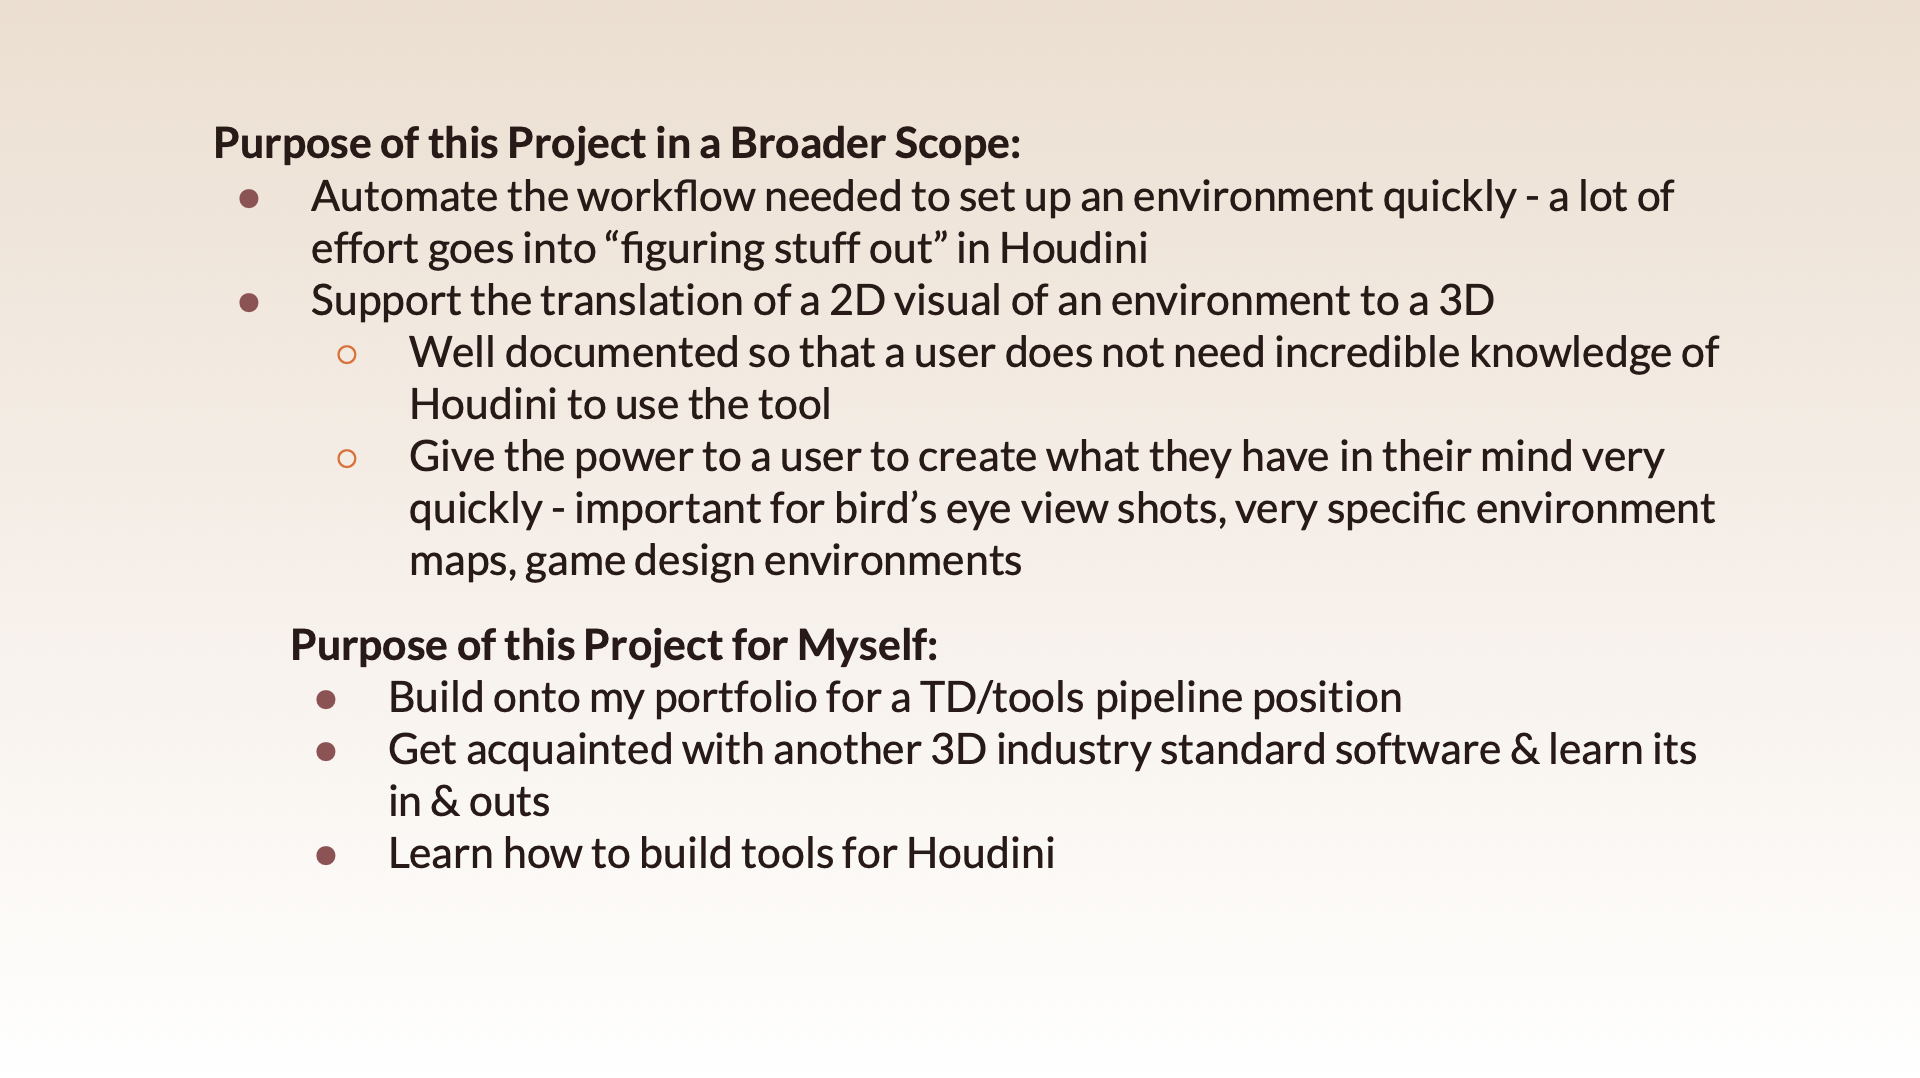 Purpose of this Project in a Broader Scope:
● Automate the workflow needed to set up an environment quickly - a lot of
effort goes into “figuring stuff out” in Houdini
● Support the translation of a 2D visual of an environment to a 3D
○ Well documented so that a user does not need incredible knowledge of
Houdini to use the tool
○ Give the power to a user to create what they have in their mind very
quickly - important for bird’s eye view shots, very specific environment
maps, game design environments
Purpose of this Project for Myself:
● Build onto my portfolio for a TD/tools pipeline position
● Get acquainted with another 3D industry standard software & learn its
in & outs
● Learn how to build tools for Houdini